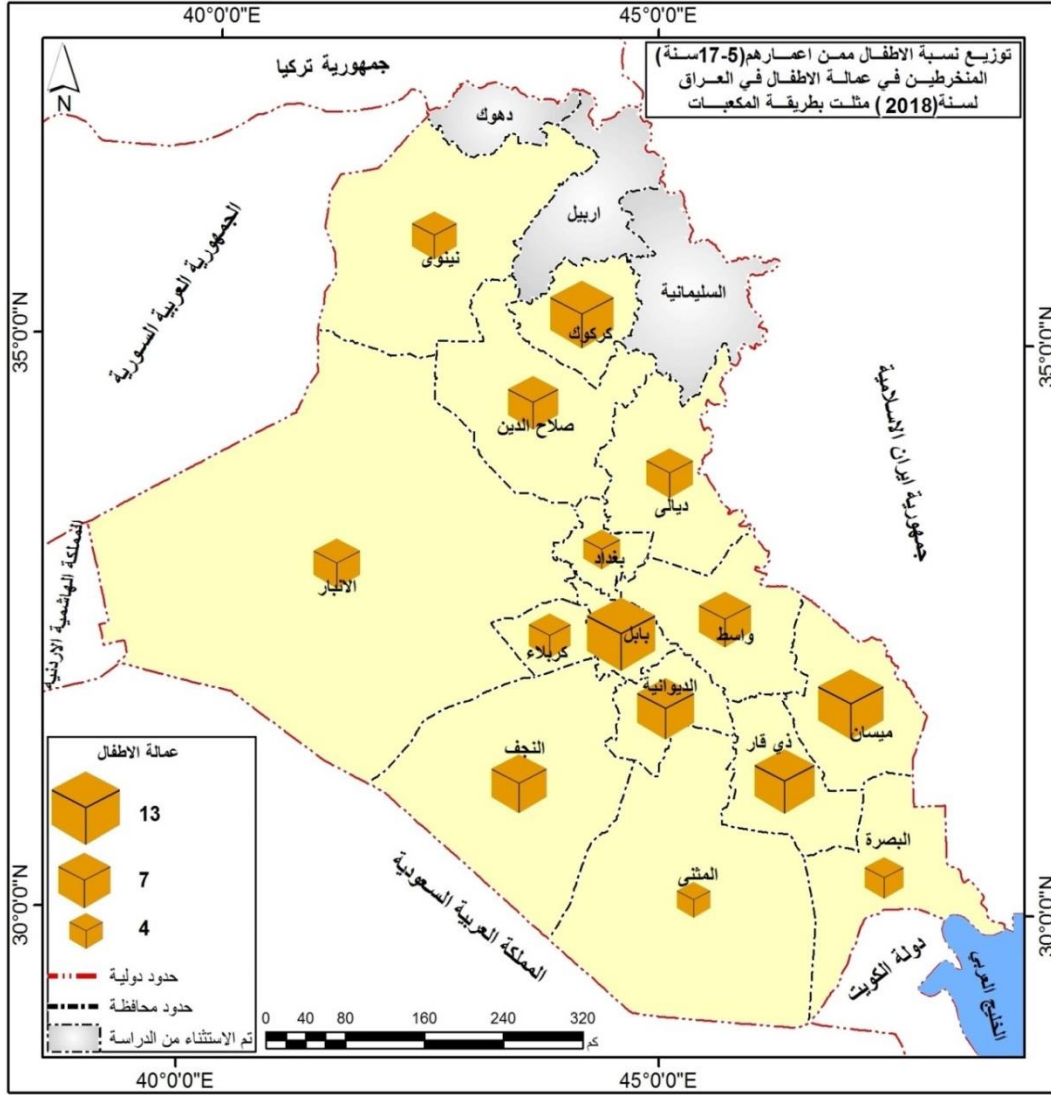 40°0'0"E
45°0'0"E
توزيع نسبة الاطفال ممن اعمارهم(5-17سنة)
المنخرطين في عمالة الاطفال في العراق
لسنة(2018) مثلت بطريقة المكعبات
N
جمهورية تركيا
دهوك
اربيل
الجمهورية العربية السورية
نينوى
السليمانية
كركوك
35°0'0"N
35°0'0"N
صلاح الدين
جمهورية ايران الاسلامية
ديالى
بغداد
المملكة الهاشمية الاردنية
الانبار
كربلاء
بابل
واسط
الديوانية
ميسان
النجف
ذي قار
البصرة
المثنى
المملكة العربية السعودية
دولة الكويت
الخليج العربي
30°0'0"N
30°0'0"N
عمالة الاطفال
13
7
4
حدود دولية
حدود محافظة
تم الاستثناء من الدراسة
0 40 80 160 240 320
كم
40°0'0"E
45°0'0"E